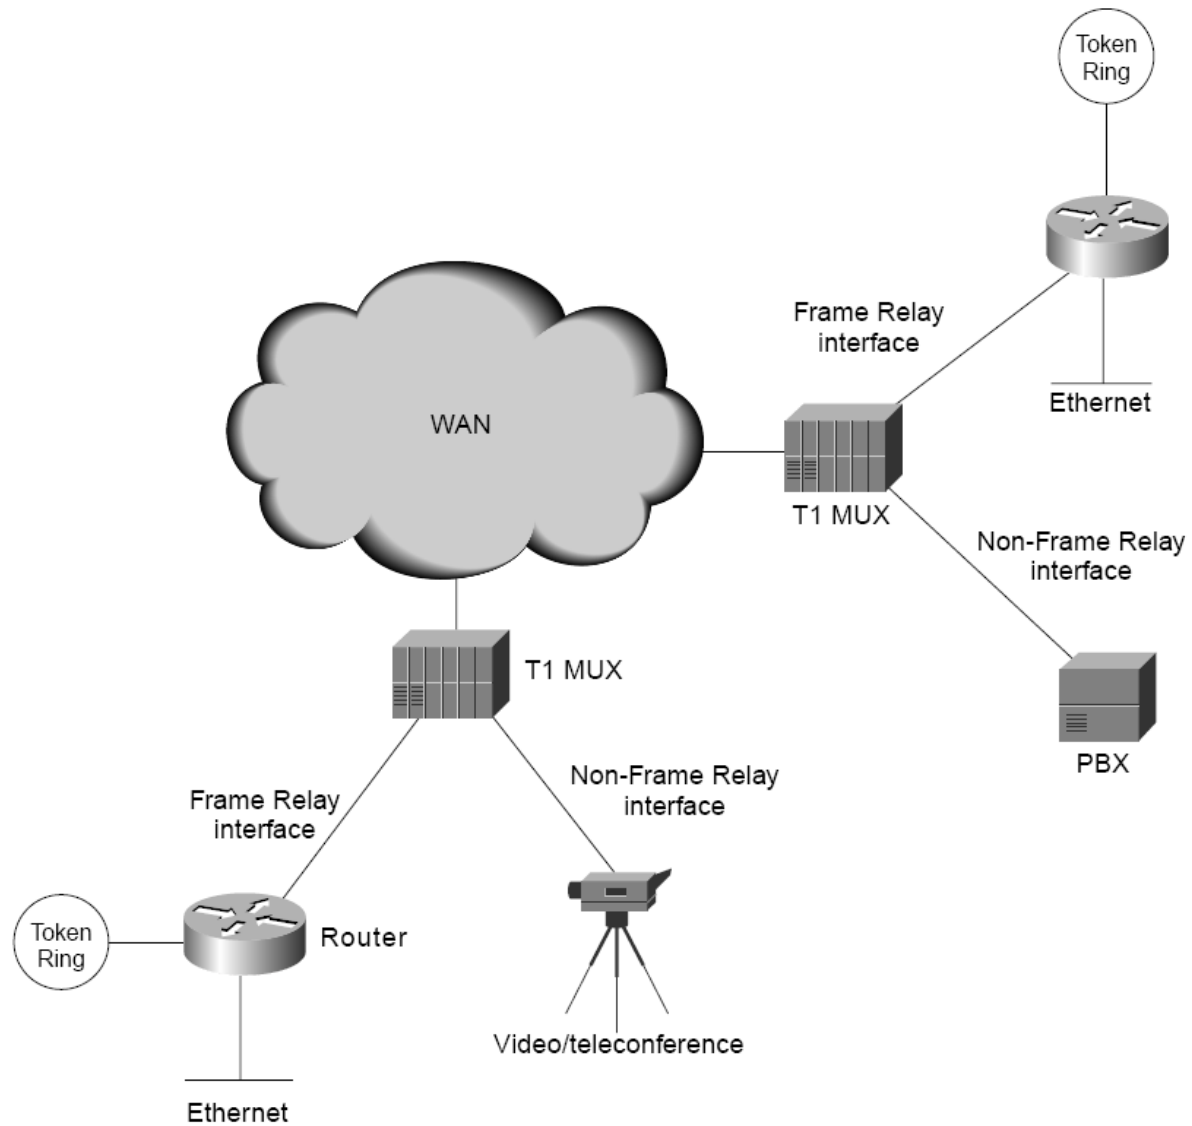 Token
Ring
Frame Relay
interface
Ethernet
WAN
T1 MUX
Non-Frame Relay
interface
T1 MUX
PBX
Non-Frame Relay
interface
Frame Relay
interface
Token
Ring
Router
Video/teleconference
Ethernet